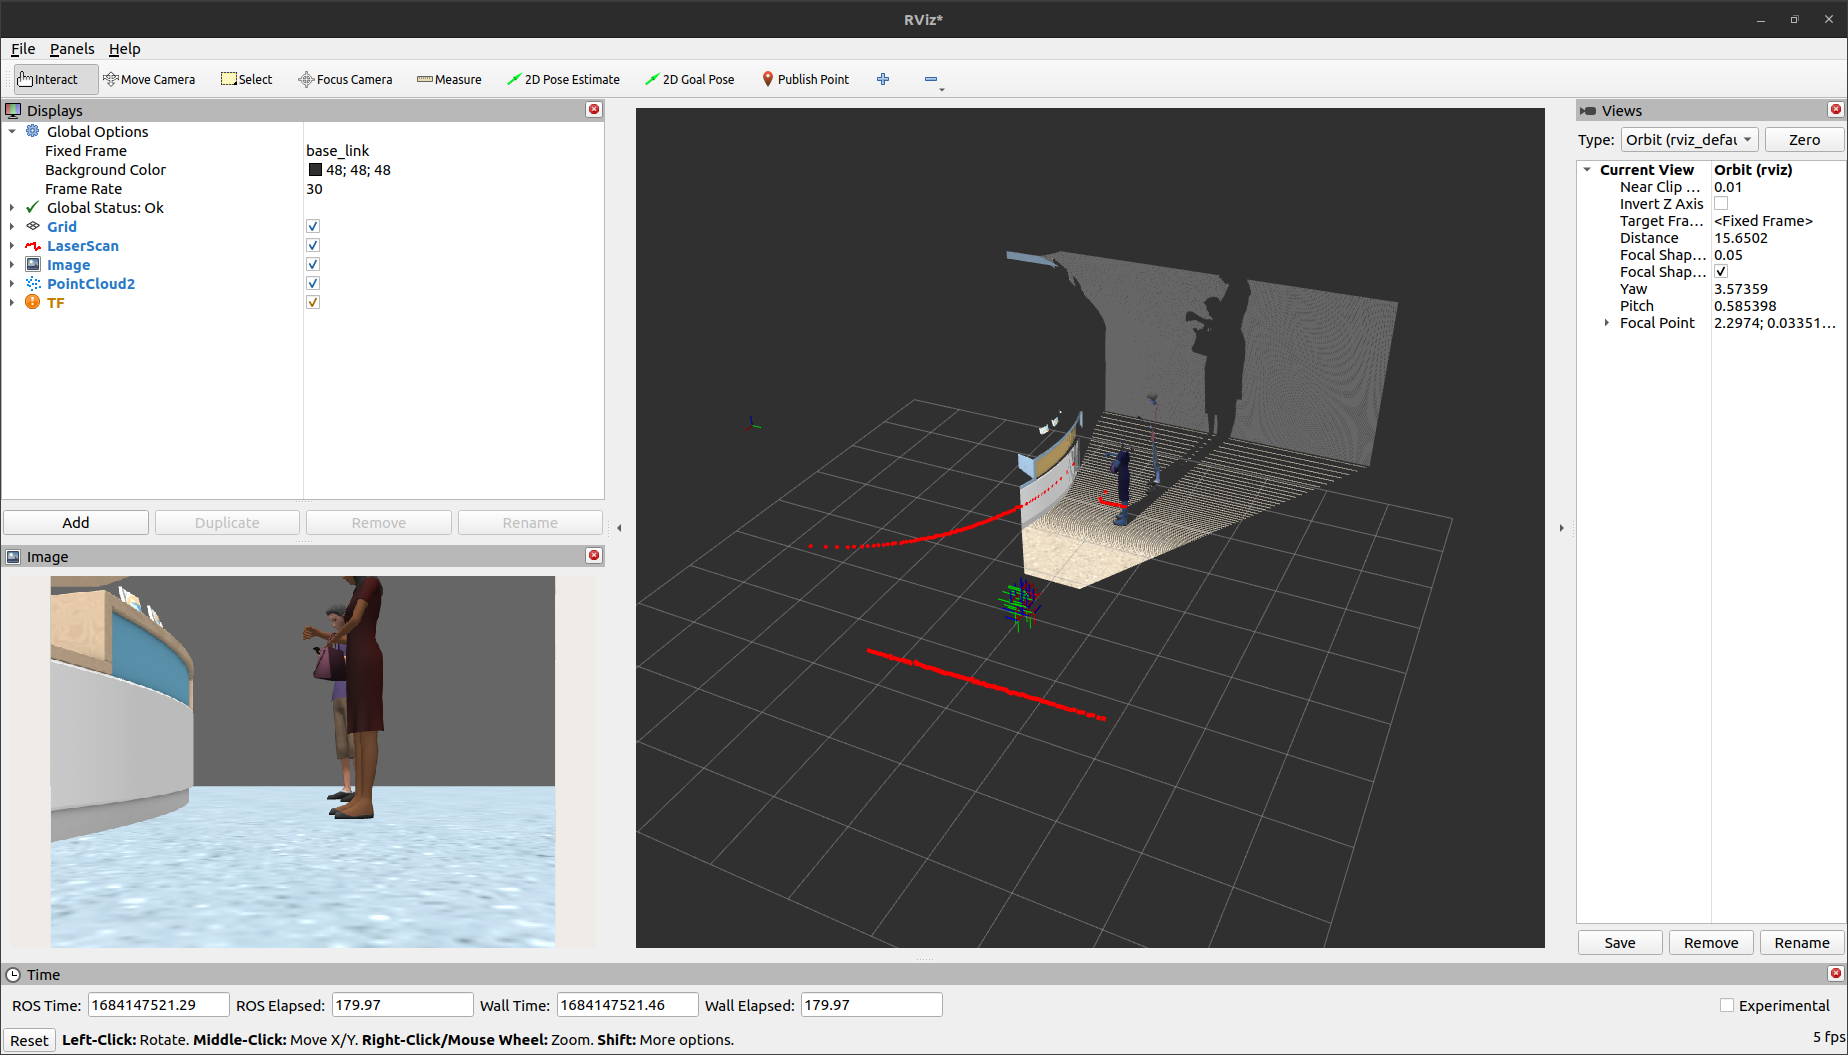 RViz*
File Panels Help
Interact Move Camera Select Focus Camera Measure 2D Pose Estimate 2D Goal Pose Publish Point
Displays
Global Options
Fixed Frame base_link
Background Color 48; 48; 48
Frame Rate 30
Global Status: Ok
Grid
LaserScan
Image
PointCloud2
TF
Add Duplicate Remove Rename
Image
Views
Type: Orbit (rviz_defau Zero
Current View Orbit (rviz)
Near Clip ... 0.01
Invert Z Axis
Target Fra... <Fixed Frame>
Distance 15.6502
Focal Shap... 0.05
Focal Shap...
Yaw 3.57359
Pitch 0.585398
Focal Point 2.2974; 0.03351...
Save Remove Rename
Time
ROS Time: 1684147521.29 ROS Elapsed: 179.97 Wall Time: 1684147521.46 Wall Elapsed: 179.97 Experimental
Reset Left-Click: Rotate. Middle-Click: Move X/Y. Right-Click/Mouse Wheel: Zoom. Shift: More options. 5 fps